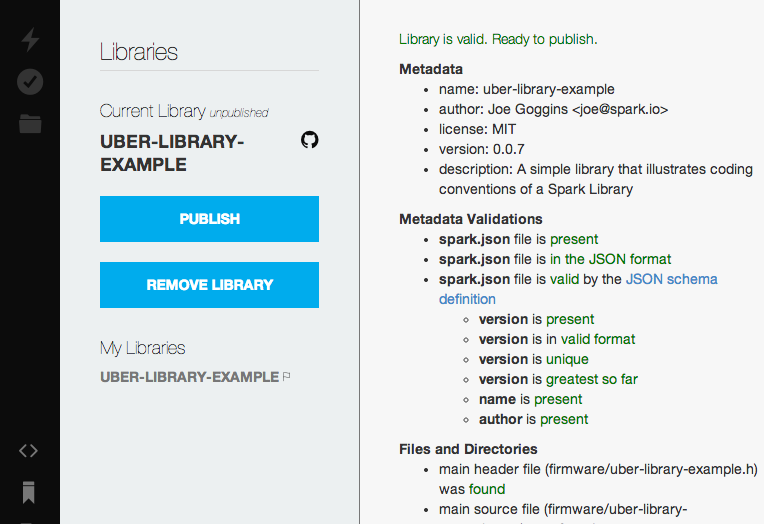 Libraries
Current Library unpublished
UBER-LIBRARY-
EXAMPLE
PUBLISH
REMOVE LIBRARY
My Libraries
UBER-LIBRARY-EXAMPLE
Library is valid. Ready to publish.
Metadata
• name: uber-library-example
• author: Joe Goggins <joe@spark.io>
• license: MIT
• version: 0.0.7
• description: A simple library that illustrates coding
conventions of a Spark Library
Metadata Validations
• spark.json file is present
• spark.json file is in the JSON format
• spark.json file is valid by the JSON schema
definition
◦ version is present
◦ version is in valid format
◦ version is unique
◦ version is greatest so far
◦ name is present
◦ author is present
Files and Directories
• main header file (firmware/uber-library-example.h)
was found
• main source file (firmware/uber-library-